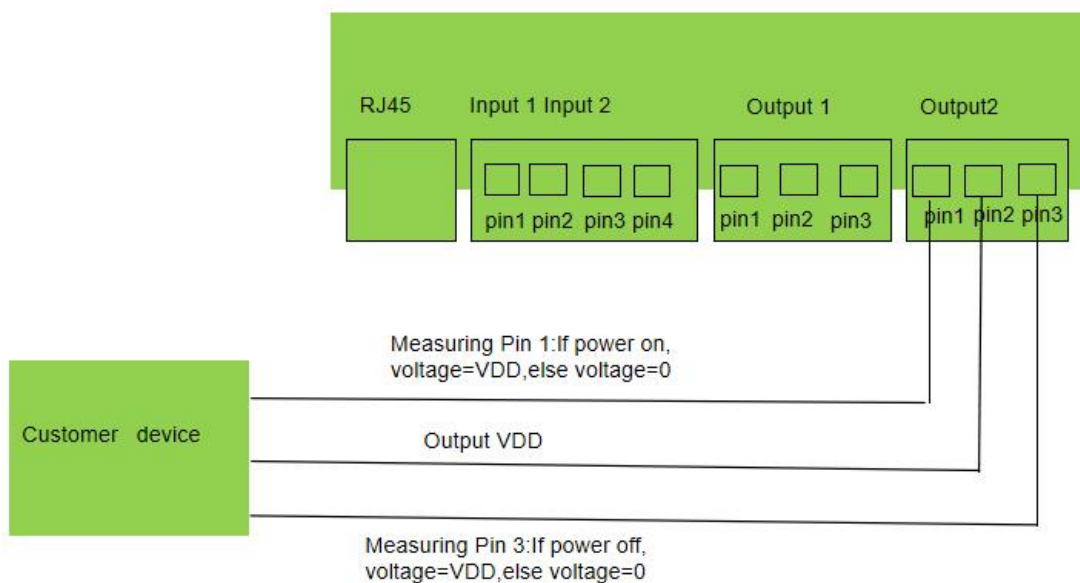 RJ45 Input 1 Input 2 Output 1 Output2
pin1 pin2 pin3 pin4 pin1 pin2 pin3 pin1 pin2 pin3
Measuring Pin 1:If power on,
voltage=VDD,else voltage=0
Customer device
Output VDD
Measuring Pin 3:If power off,
voltage=VDD,else voltage=0